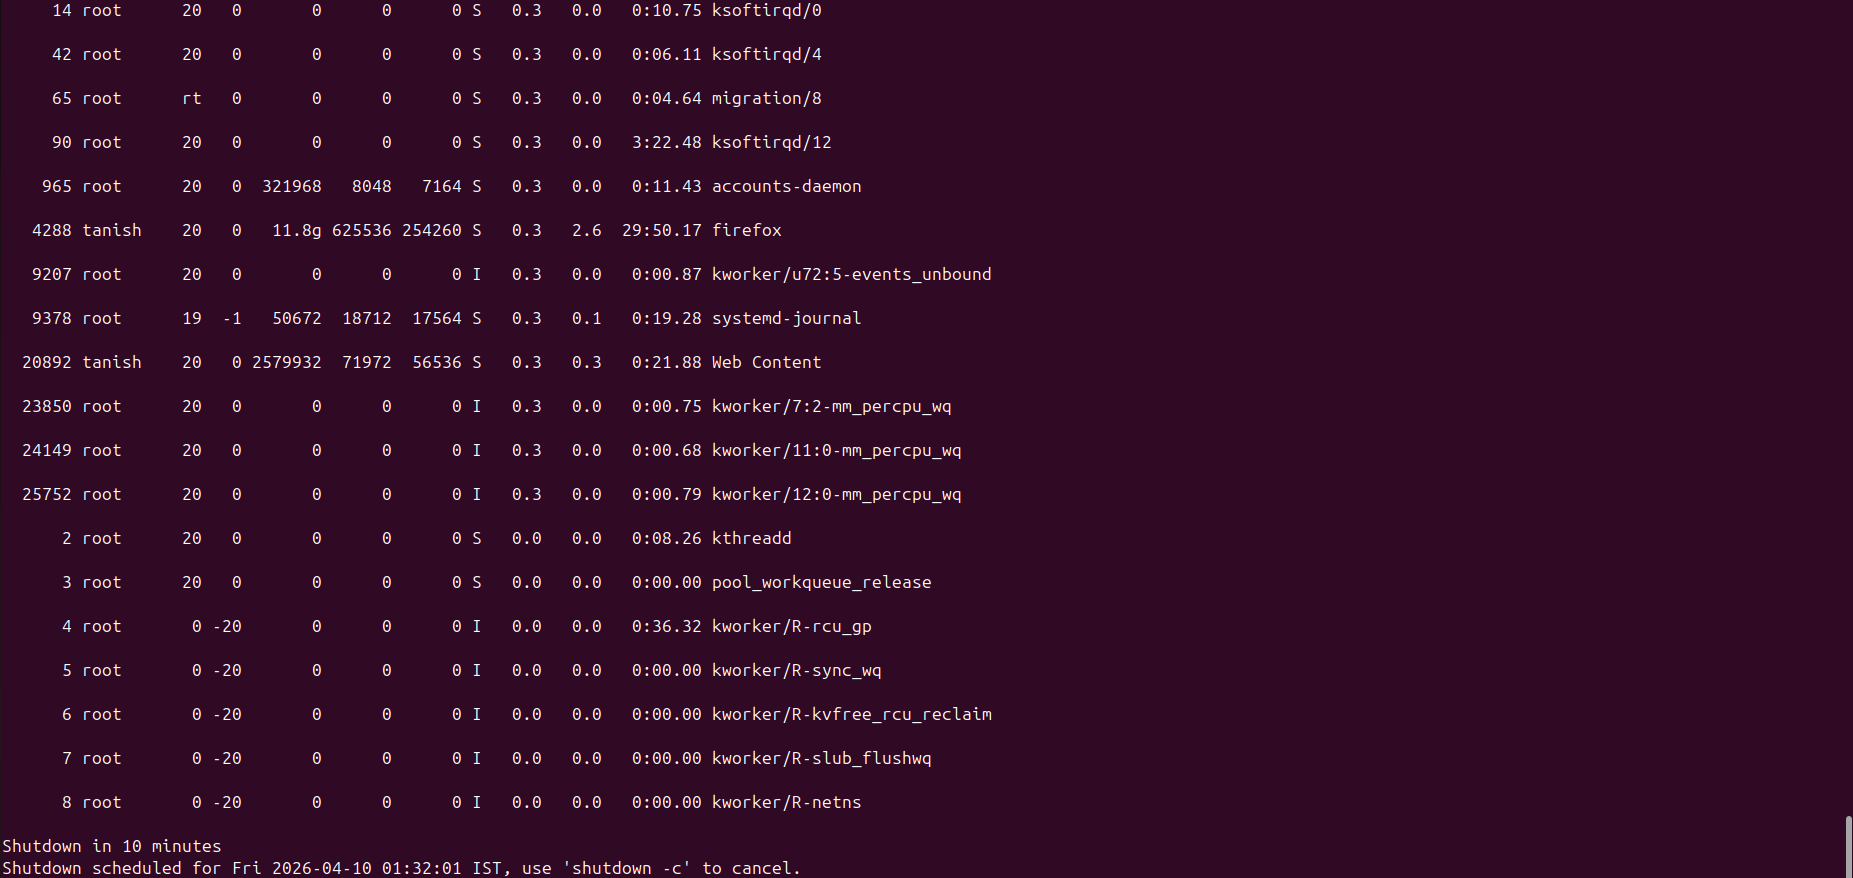 14 root 20 0 0 0 0 S 0.3 0.0 0:10.75 ksoftirqd/0
42 root 20 0 0 0 0 S 0.3 0.0 0:06.11 ksoftirqd/4
65 root rt 0 0 0 0 S 0.3 0.0 0:04.64 migration/8
90 root 20 0 0 0 0 S 0.3 0.0 3:22.48 ksoftirqd/12
965 root 20 0 321968 8048 7164 S 0.3 0.0 0:11.43 accounts-daemon
4288 tanish 20 0 11.8g 625536 254260 S 0.3 2.6 29:50.17 firefox
9207 root 20 0 0 0 0 I 0.3 0.0 0:00.87 kworker/u72:5-events_unbound
9378 root 19 -1 50672 18712 17564 S 0.3 0.1 0:19.28 systemd-journal
20892 tanish 20 0 2579932 71972 56536 S 0.3 0.3 0:21.88 Web Content
23850 root 20 0 0 0 0 I 0.3 0.0 0:00.75 kworker/7:2-mm_percpu_wq
24149 root 20 0 0 0 0 I 0.3 0.0 0:00.68 kworker/11:0-mm_percpu_wq
25752 root 20 0 0 0 0 I 0.3 0.0 0:00.79 kworker/12:0-mm_percpu_wq
2 root 20 0 0 0 0 S 0.0 0.0 0:08.26 kthreadd
3 root 20 0 0 0 0 S 0.0 0.0 0:00.00 pool_workqueue_release
4 root 0 -20 0 0 0 I 0.0 0.0 0:36.32 kworker/R-rcu_gp
5 root 0 -20 0 0 0 I 0.0 0.0 0:00.00 kworker/R-sync_wq
6 root 0 -20 0 0 0 I 0.0 0.0 0:00.00 kworker/R-kvfree_rcu_reclaim
7 root 0 -20 0 0 0 I 0.0 0.0 0:00.00 kworker/R-slub_flushwq
8 root 0 -20 0 0 0 I 0.0 0.0 0:00.00 kworker/R-netns
Shutdown in 10 minutes
Shutdown scheduled for Fri 2026-04-10 01:32:01 IST, use 'shutdown -c' to cancel.